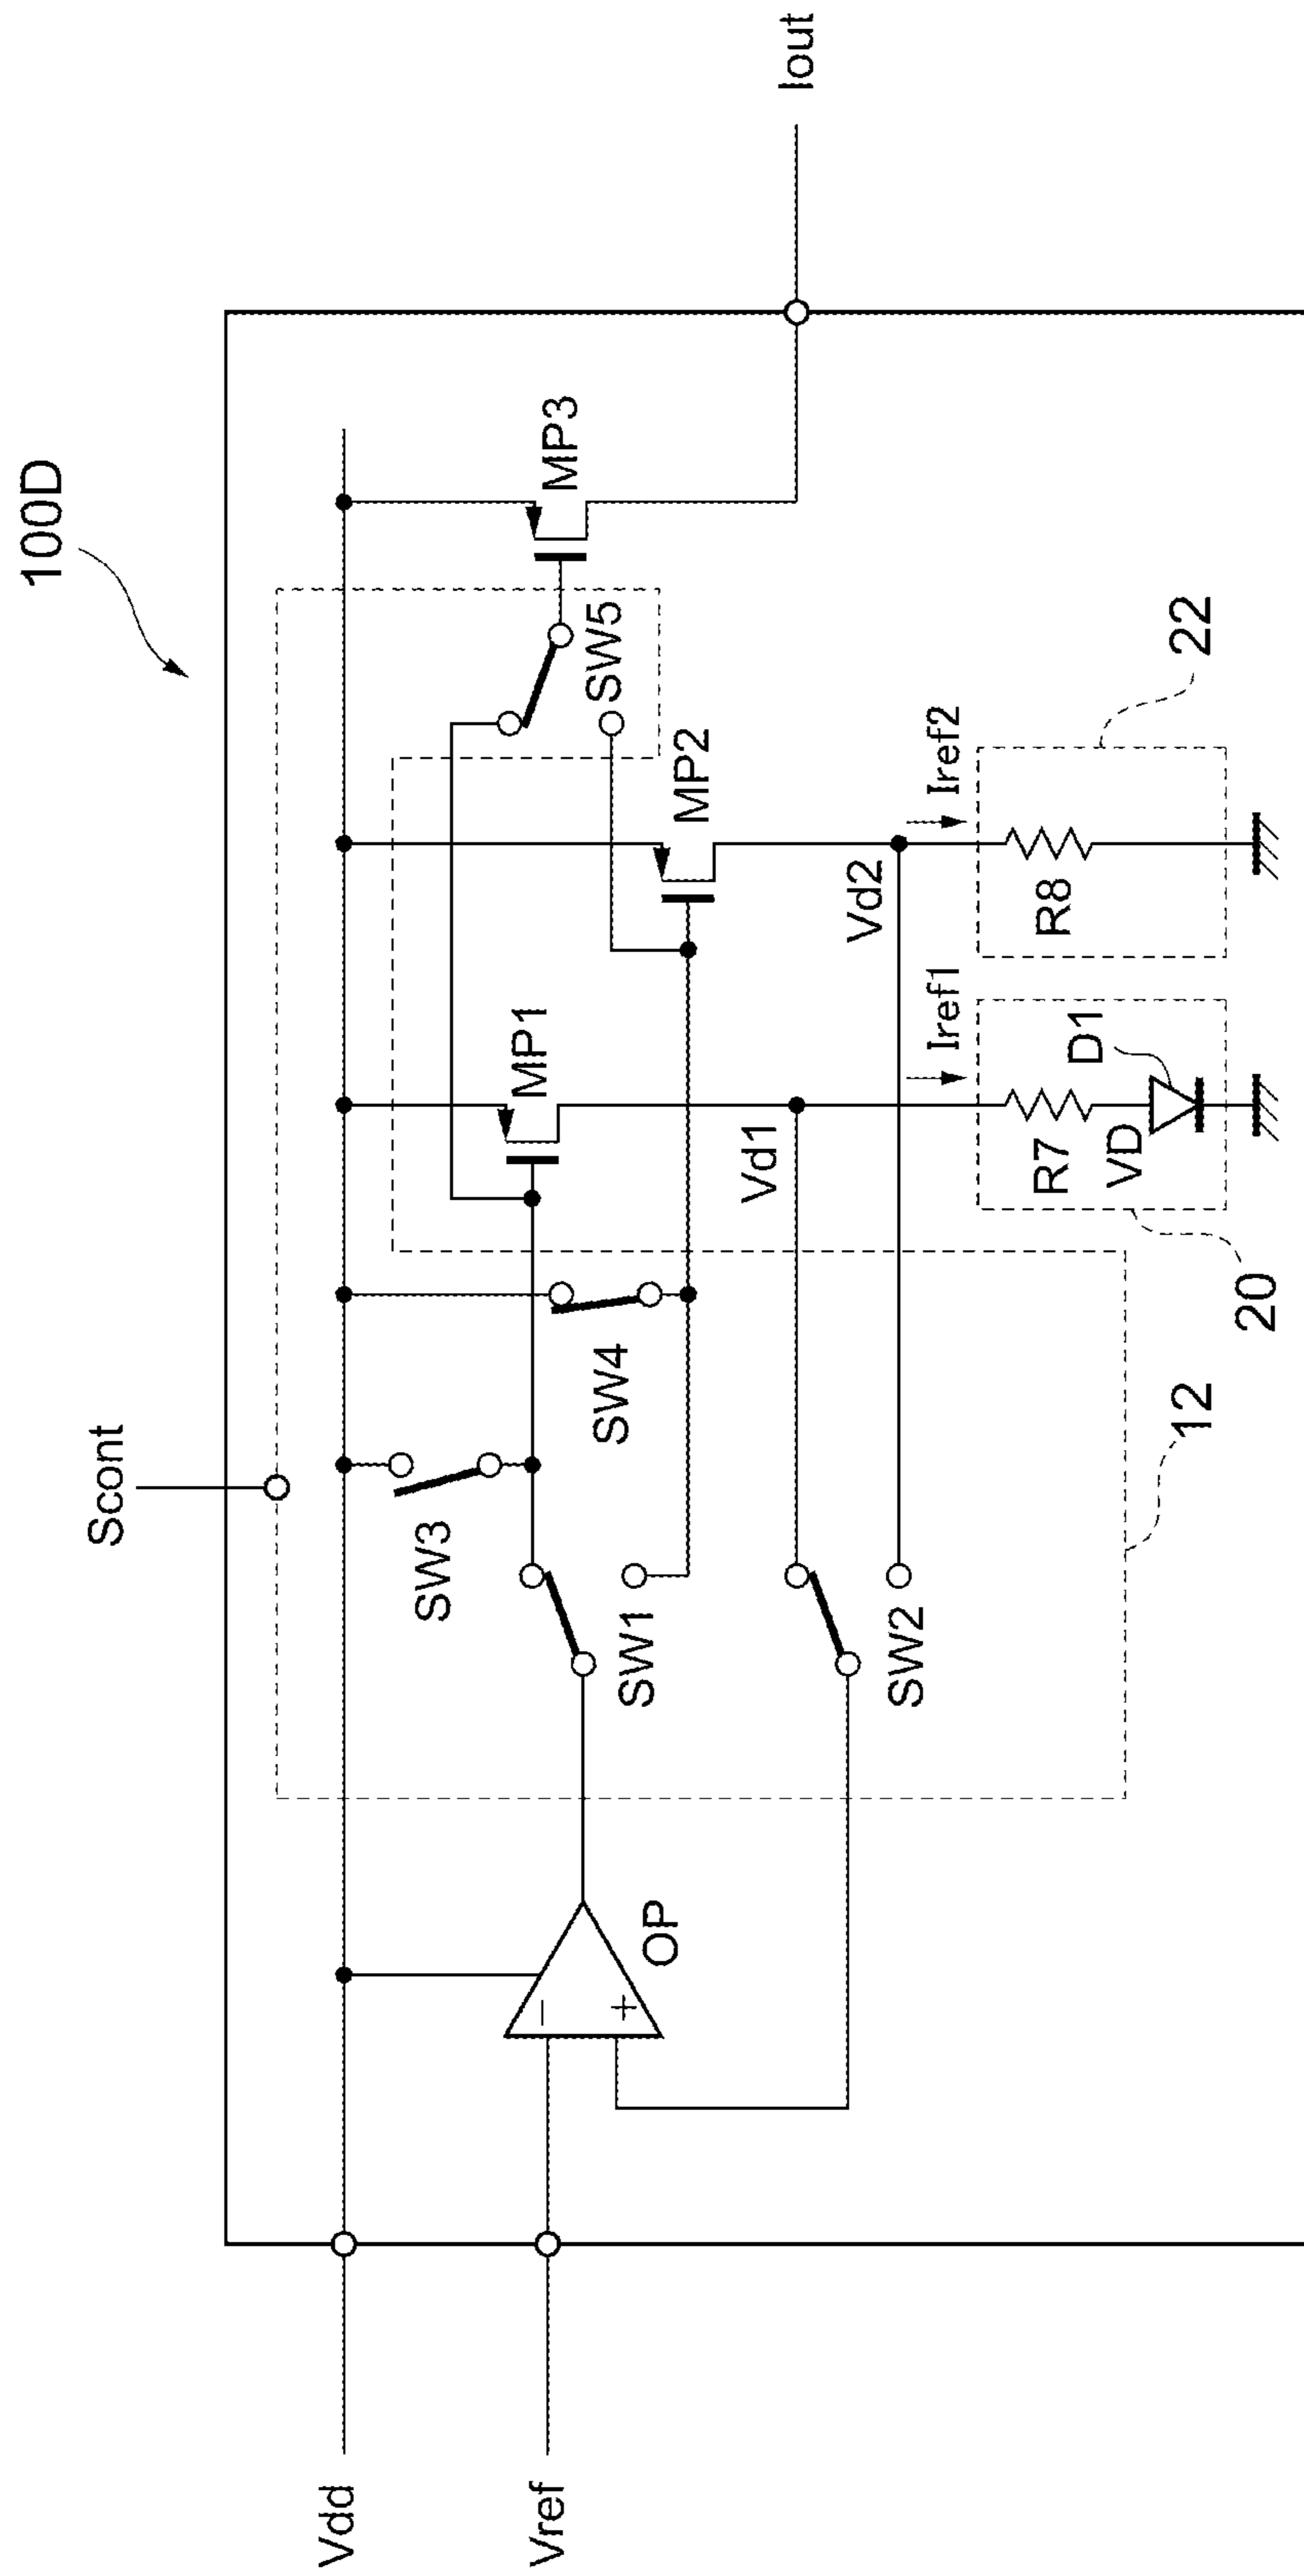 100D
Scont
Vdd
Vref
Iout
OP
SW1
SW2
SW3
SW4
SW5
MP1
MP2
MP3
Vd1
Vd2
Iref1
Iref2
R7
VD
D1
R8
12
20
22
−
+